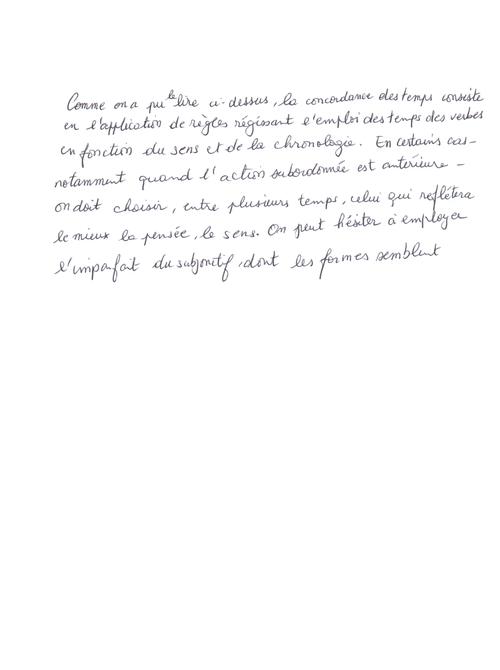 Comme on a pu le lire ci-dessus, la concordance des temps consiste
en l'application de règles régissant l'emploi des temps des verbes
en fonction du sens et de la chronologie. En certains cas -
notamment quand l'action subordonnée est antérieure -
on doit choisir, entre plusieurs temps, celui qui reflétera
le mieux la pensée, le sens. On peut hésiter à employer
l'imparfait du subjonctif, dont les formes semblent